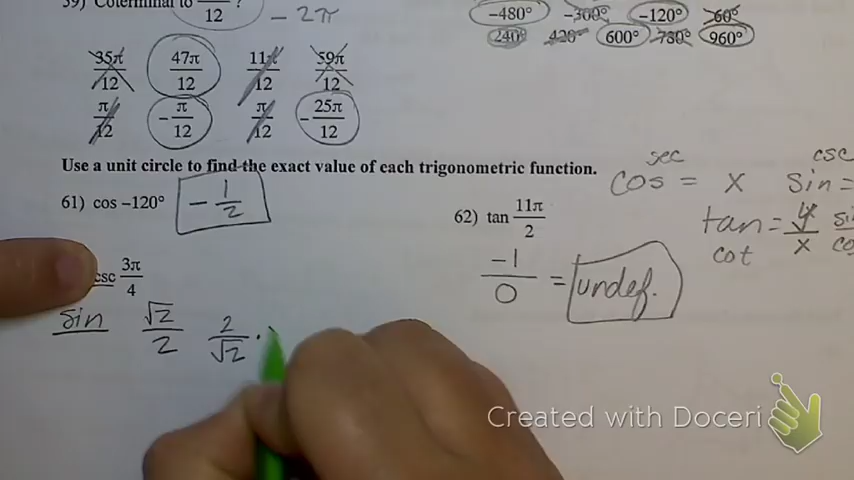 39) Coterminal to /12 ?
- 2π
-480° -300° -120° -60°
240° 420° 600° 780° 960°
35π/12 47π/12 11π/12 59π/12
π/12 -π/12 π/12 -25π/12
Use a unit circle to find the exact value of each trigonometric function.
sec csc
cos = x sin =
61) cos -120° -1/2
62) tan 11π/2
tan = y/x
cot
-1/0 = undef.
csc 3π/4
sin √2/2 2/√2 ·
Created with Doceri